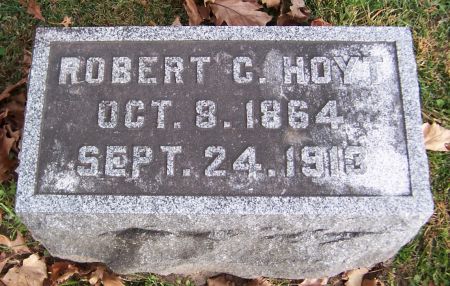 ROBERT C. HOYT
OCT. 8. 1864
SEPT. 24. 1913